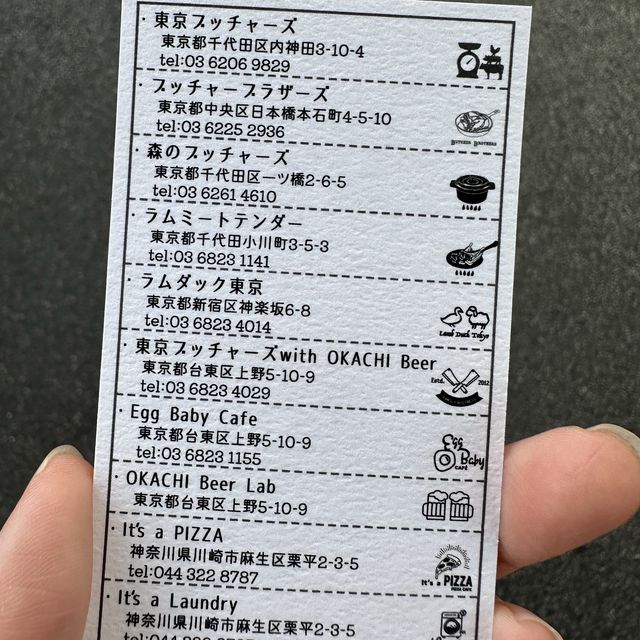 ・東京ブッチャーズ
東京都千代田区内神田3-10-4
tel:03 6206 9829
・ブッチャーブラザーズ
東京都中央区日本橋本石町4-5-10
tel:03 6225 2936
BUTCHER BROTHERS
・森のブッチャーズ
東京都千代田区一ツ橋2-6-5
tel:03 6261 4610
・ラムミートテンダー
東京都千代田小川町3-5-3
tel:03 6823 1141
・ラムダック東京
東京都新宿区神楽坂6-8
tel:03 6823 4014
Lamb Duck Tokyo
・東京ブッチャーズwith OKACHI Beer
東京都台東区上野5-10-9
tel:03 6823 4029
Estd. 2012
・Egg Baby Cafe
東京都台東区上野5-10-9
tel:03 6823 1155
Egg Baby CAFE
・OKACHI Beer Lab
東京都台東区上野5-10-9
・It's a PIZZA
神奈川県川崎市麻生区栗平2-3-5
tel:044 322 8787
It's a PIZZA
・It's a Laundry
神奈川県川崎市麻生区栗平2-3-5